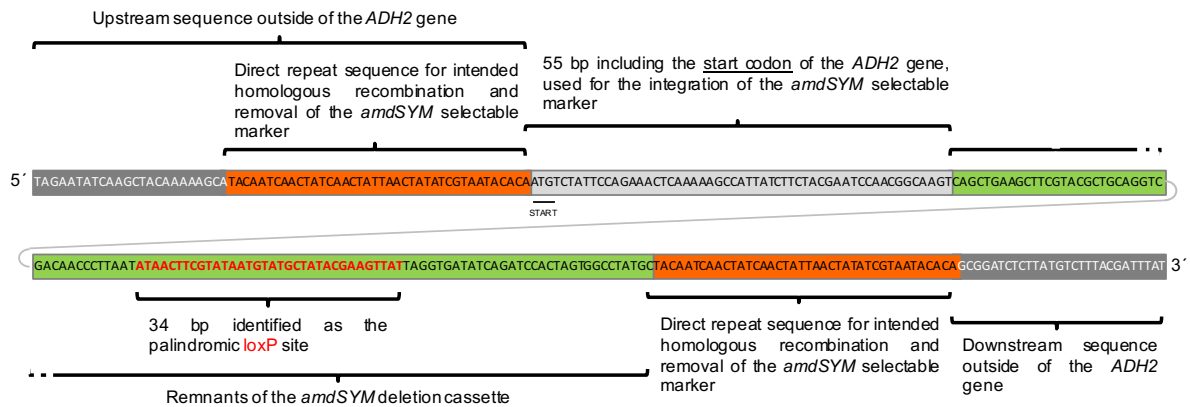 Upstream sequence outside of the ADH2 gene
Direct repeat sequence for intended
homologous recombination and
removal of the amdSYM selectable
marker
55 bp including the start codon of the ADH2 gene,
used for the integration of the amdSYM selectable
marker
5´ TAGAATATCAAGCTACAAAAAGCATACAATCAACTATCAACTATTAACTATATCGTAATACACAATGTCTATTCCAGAAACTCAAAAAGCCATTATCTTCTACGAATCCAACGGCAAGTCAGCTGAAGCTTCGTACGCTGCAGGTC
START
GACAACCCTTAATATAACTTCGTATAATGTATGCTATACGAAGTTATTAGGTGATATCAGATCCACTAGTGGCCTATGCTACAATCAACTATCAACTATTAACTATATCGTAATACACAGCGGATCTCTTATGTCTTTACGATTTAT 3´
34 bp identified as the
palindromic loxP site
Direct repeat sequence for intended
homologous recombination and
removal of the amdSYM selectable
marker
Downstream sequence
outside of the ADH2
gene
Remnants of the amdSYM deletion cassette